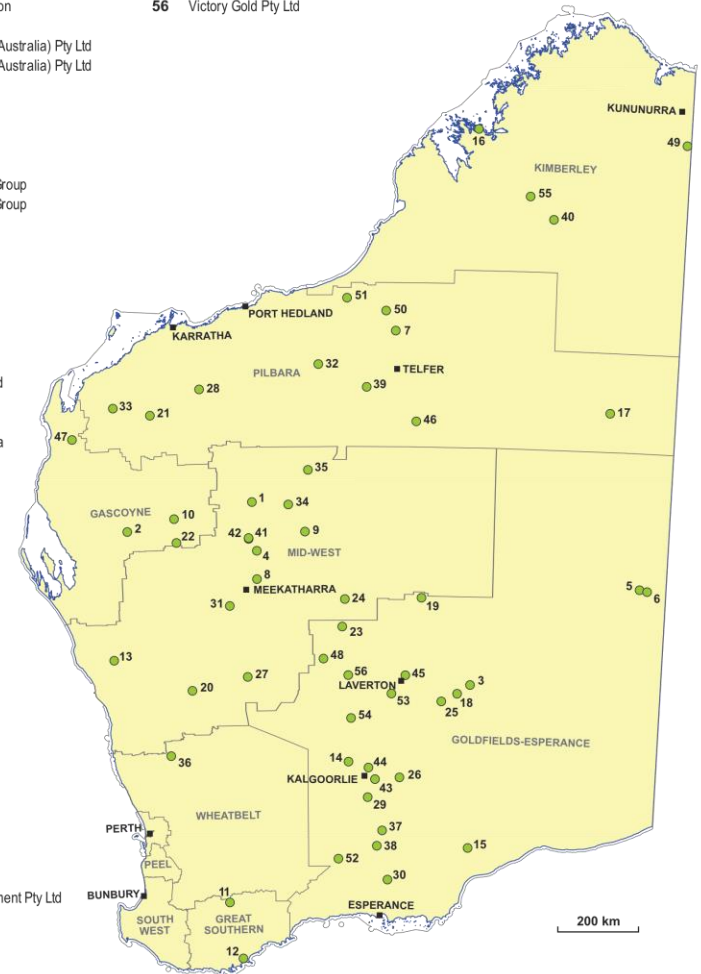 on
56 Victory Gold Pty Ltd
Australia) Pty Ltd
Australia) Pty Ltd
KUNUNURRA
16
49
KIMBERLEY
Group
55
Group
40
51
50
PORT HEDLAND
7
KARRATHA
32
TELFER
PILBARA
d
39
28
33
21
17
46
47
a
35
1
34
GASCOYNE
10
2
42 41
9
22
4
MID-WEST
8
5
MEEKATHARRA
6
31
24
19
23
13
48
56
45
27
LAVERTON
3
20
53
18
25
54
GOLDFIELDS-ESPERANCE
14
36
44
KALGOORLIE
26
43
29
WHEATBELT
PERTH
37
38
15
52
PEEL
30
11
BUNBURY
ment Pty Ltd
ESPERANCE
SOUTH
WEST
GREAT
SOUTHERN
200 km
12